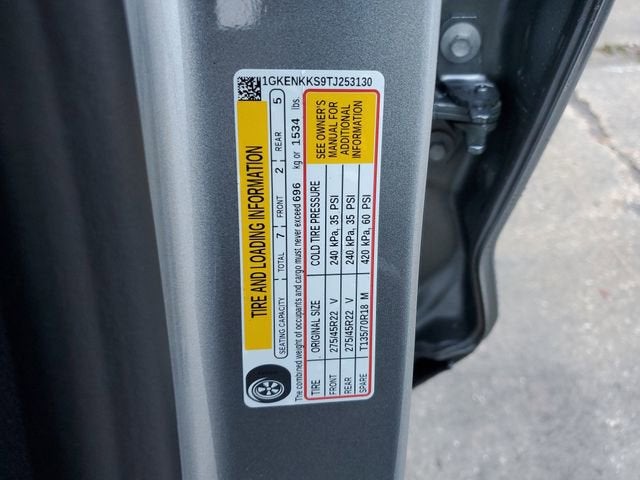 1GKENKKS9TJ253130
TIRE AND LOADING INFORMATION
SEATING CAPACITY TOTAL 7 FRONT 2 REAR 5
The combined weight of occupants and cargo must never exceed 696 kg or 1534 lbs.
TIRE ORIGINAL SIZE COLD TIRE PRESSURE
FRONT 275/45R22 V 240 kPa, 35 PSI
REAR 275/45R22 V 240 kPa, 35 PSI
SPARE T135/70R18 M 420 kPa, 60 PSI
SEE OWNER'S
MANUAL FOR
ADDITIONAL
INFORMATION